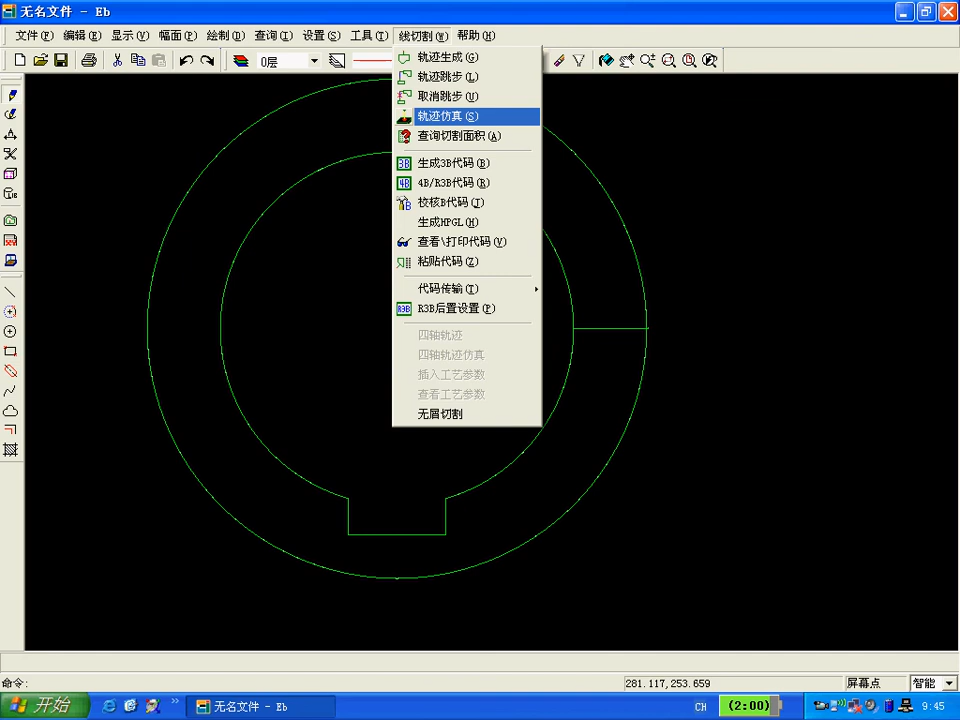 无名文件 - Eb
文件(F) 编辑(E) 显示(V) 幅面(P) 绘制(D) 查询(I) 设置(S) 工具(T) 线切割(W) 帮助(H)
0层
轨迹生成(G)
轨迹跳步(L)
取消跳步(U)
轨迹仿真(S)
查询切割面积(A)
3B 生成3B代码(B)
4B 4B/R3B代码(R)
校核B代码(J)
生成HPGL(H)
查看\打印代码(V)
粘贴代码(Z)
代码传输(T)
R3B R3B后置设置(P)
四轴轨迹
四轴轨迹仿真
插入工艺参数
查看工艺参数
无屑切割
命令:
281.117,253.659
屏幕点
智能
开始
无名文件 - Eb
CH
(2:00)
9:45